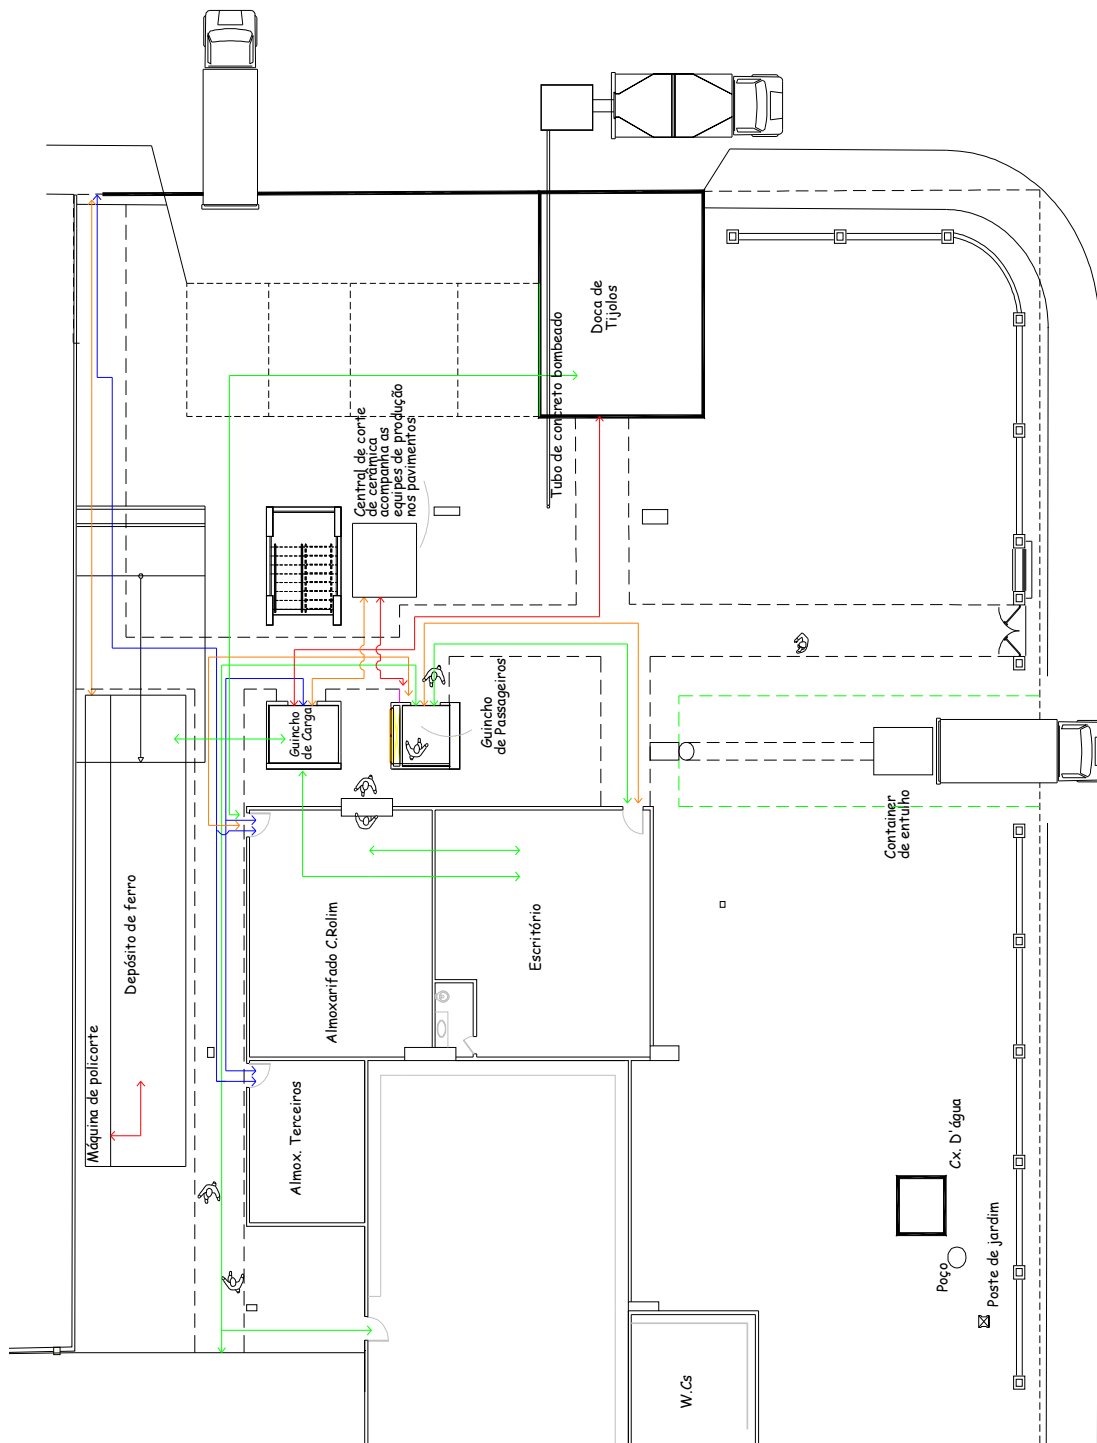 Doca de
Tijolos
Tubo de concreto bombeado
Central de corte
de cerâmica
acompanha as
equipes de produção
nos pavimentos
Guincho
de Carga
Guincho
de Passageiros
Container
de entulho
Depósito de ferro
Máquina de policorte
Almoxarifado C.Rolim
Escritório
Almox. Terceiros
Cx. D'água
Poço
Poste de jardim
W.Cs